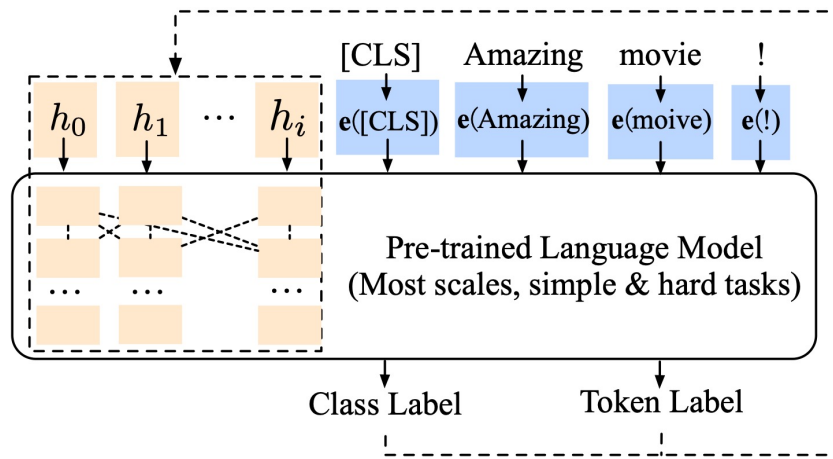 [CLS] Amazing movie !
h0 h1 ... hi e([CLS]) e(Amazing) e(moive) e(!)
Pre-trained Language Model
... ... ... (Most scales, simple & hard tasks)
Class Label Token Label